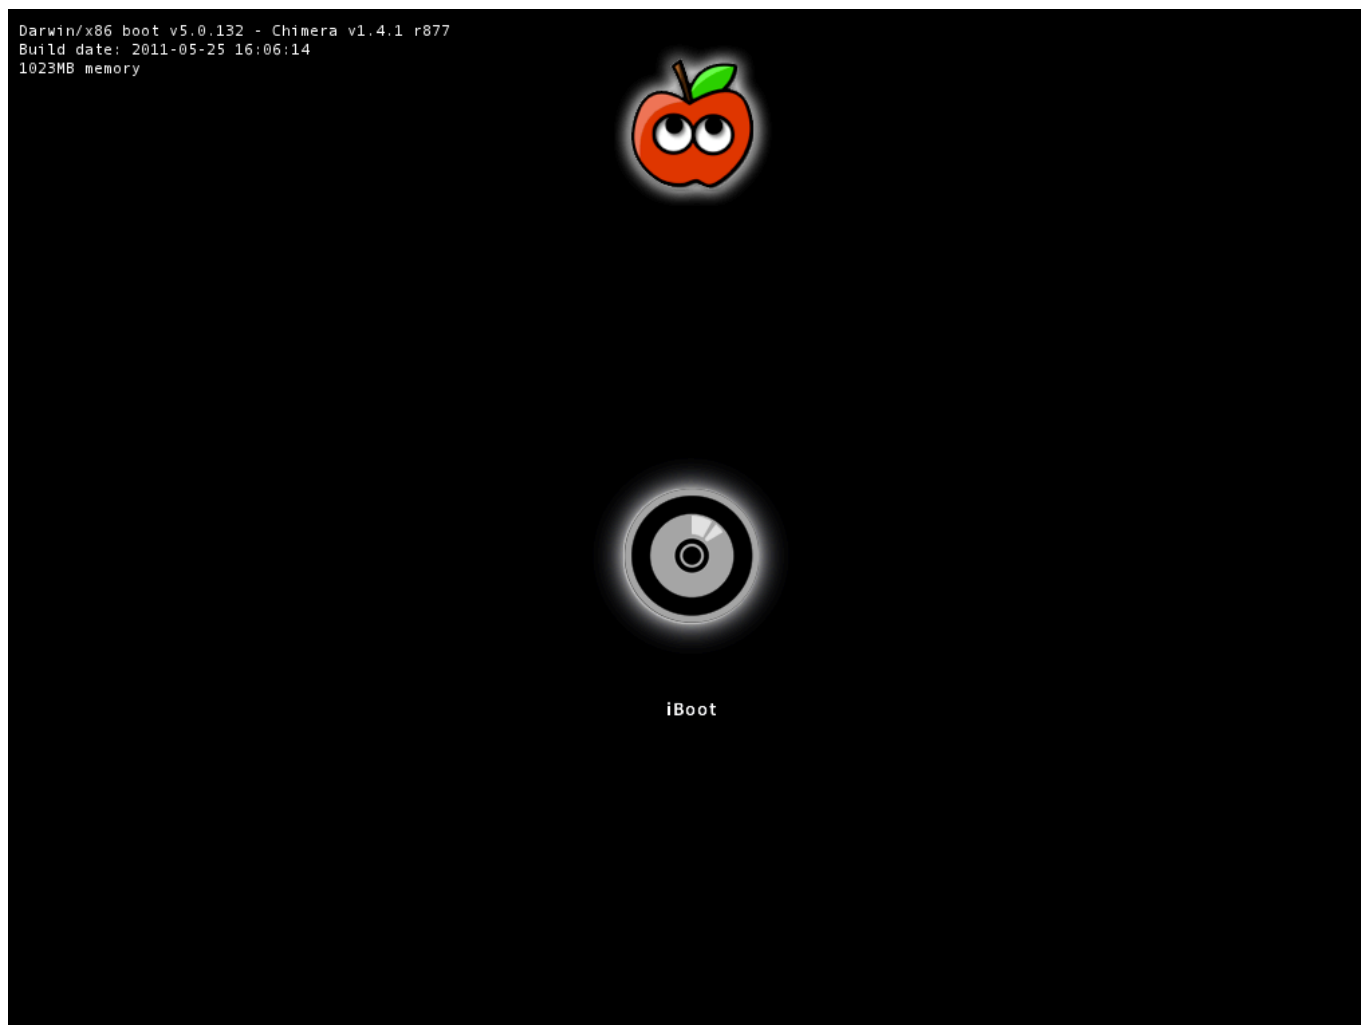 Darwin/x86 boot v5.0.132 - Chimera v1.4.1 r877
Build date: 2011-05-25 16:06:14
1023MB memory
iBoot